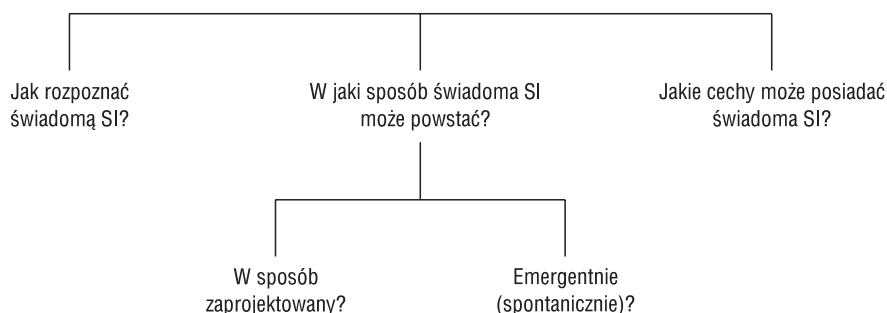 Jak rozpoznać
świadomą SI?
W jaki sposób świadoma SI
może powstać?
Jakie cechy może posiadać
świadoma SI?
W sposób
zaprojektowany?
Emergentnie
(spontanicznie)?